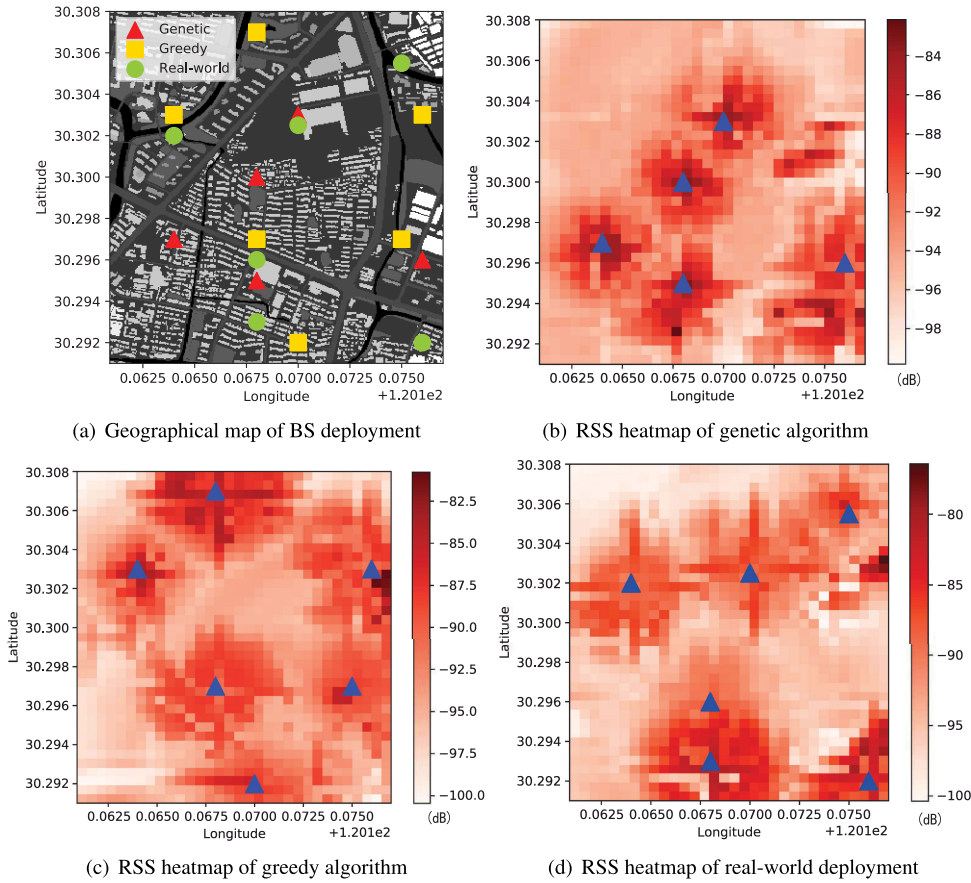 30.308
30.306
30.304
30.302
30.300
30.298
30.296
30.294
30.292
Latitude
Genetic
Greedy
Real-world
0.0625 0.0650 0.0675 0.0700 0.0725 0.0750
Longitude
+1.201e2
(a) Geographical map of BS deployment
30.308
30.306
30.304
30.302
30.300
30.298
30.296
30.294
30.292
Latitude
0.0625 0.0650 0.0675 0.0700 0.0725 0.0750
Longitude
+1.201e2
−84
−86
−88
−90
−92
−94
−96
−98
(dB)
(b) RSS heatmap of genetic algorithm
30.308
30.306
30.304
30.302
30.300
30.298
30.296
30.294
30.292
Latitude
0.0625 0.0650 0.0675 0.0700 0.0725 0.0750
Longitude
+1.201e2
−82.5
−85.0
−87.5
−90.0
−92.5
−95.0
−97.5
−100.0
(dB)
(c) RSS heatmap of greedy algorithm
30.308
30.306
30.304
30.302
30.300
30.298
30.296
30.294
30.292
Latitude
0.0625 0.0650 0.0675 0.0700 0.0725 0.0750
Longitude
+1.201e2
−80
−85
−90
−95
−100
(dB)
(d) RSS heatmap of real-world deployment